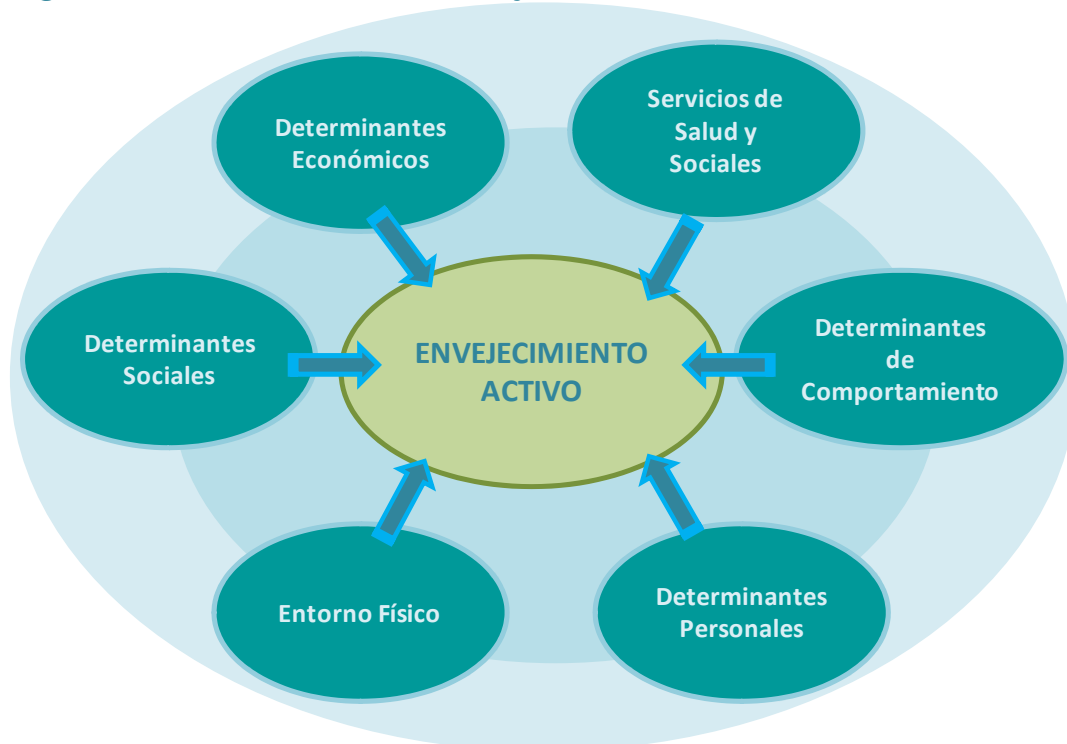 Determinantes
Económicos
Servicios de
Salud y
Sociales
Determinantes
Sociales
ENVEJECIMIENTO
ACTIVO
Determinantes
de
Comportamiento
Entorno Físico
Determinantes
Personales